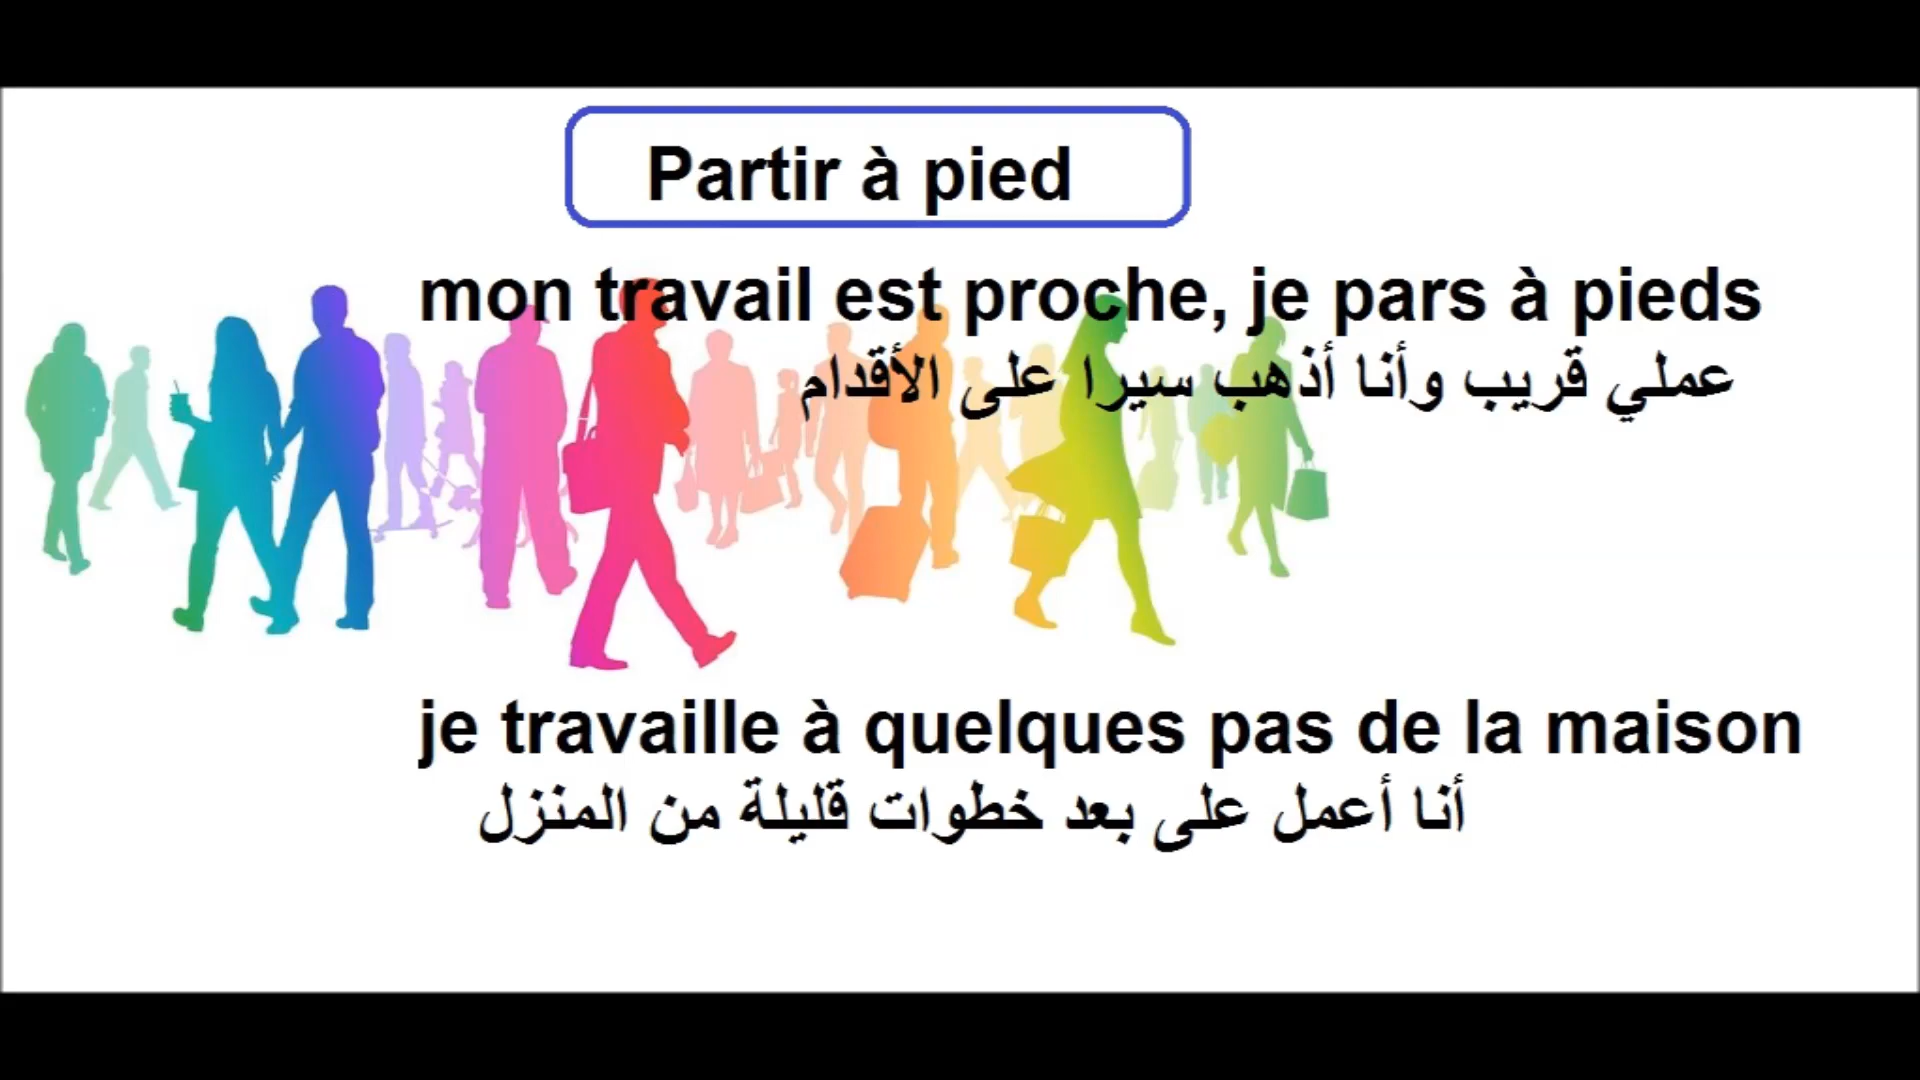 Partir à pied
mon travail est proche, je pars à pieds
عملي قريب وأنا أذهب سيرا على الأقدام
je travaille à quelques pas de la maison
أنا أعمل على بعد خطوات قليلة من المنزل